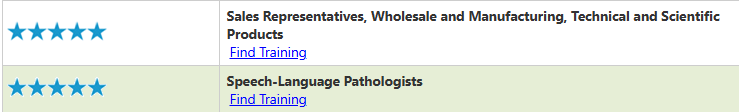 Sales Representatives, Wholesale and Manufacturing, Technical and Scientific
Products
Find Training
Speech-Language Pathologists
Find Training